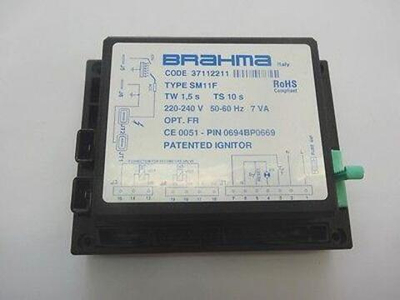 BRAHMA
Italy
CODE 37112211
RoHS
Compliant
TYPE SM11F
TW 1,5 s TS 10 s
220-240 V 50-60 Hz 7 VA
OPT. FR
CE 0051 - PIN 0694BP0669
PATENTED IGNITOR